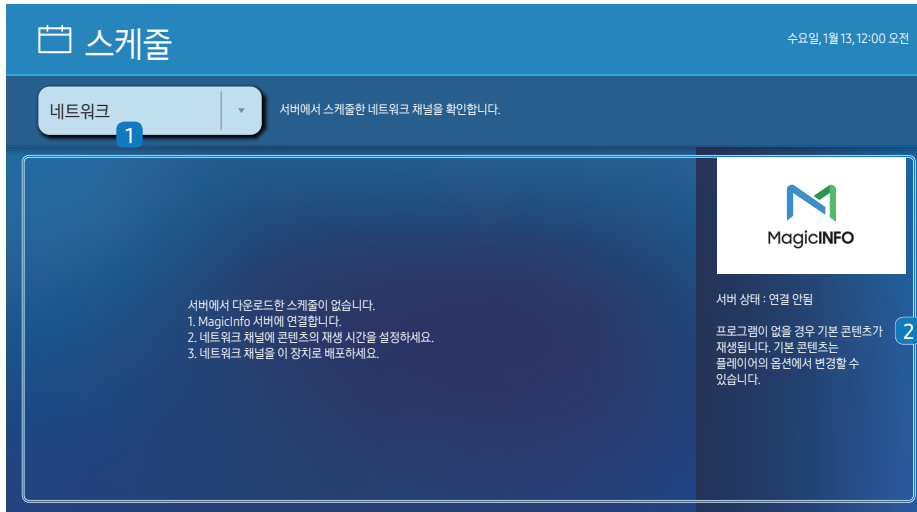 스케줄
수요일, 1월 13, 12:00 오전
네트워크
서버에서 스케줄한 네트워크 채널을 확인합니다.
1
MagicINFO
서버에서 다운로드한 스케줄이 없습니다.
1. MagicInfo 서버에 연결합니다.
2. 네트워크 채널에 콘텐츠의 재생 시간을 설정하세요.
3. 네트워크 채널을 이 장치로 배포하세요.
서버 상태 : 연결 안됨
프로그램이 없을 경우 기본 콘텐츠가
재생됩니다. 기본 콘텐츠는
플레이어의 옵션에서 변경할 수
있습니다.
2